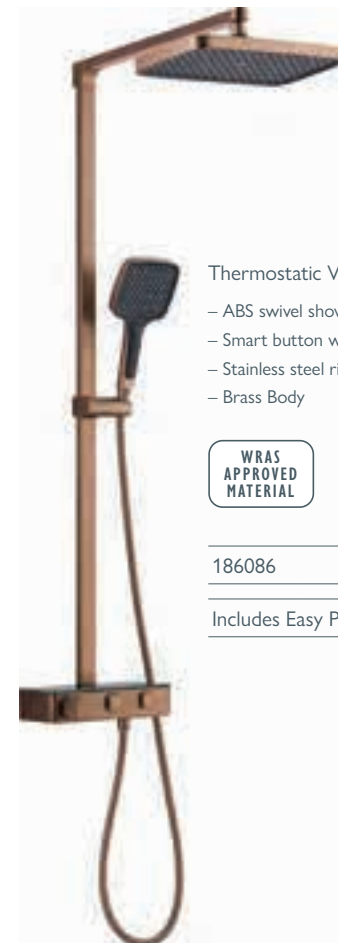 Thermostatic V
– ABS swivel show
– Smart button w
– Stainless steel ri
– Brass Body
WRAS
APPROVED
MATERIAL
186086
Includes Easy P